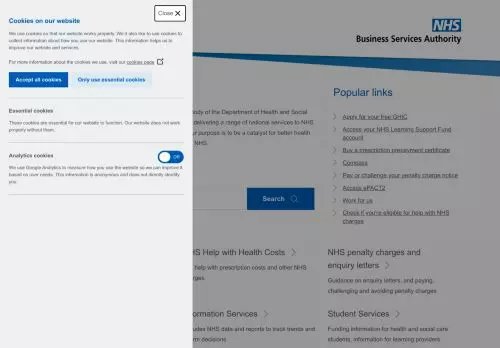 Close ✕
Cookies on our website
We use cookies so that our website works properly. We'd also like to use cookies to
collect information about how you use our website. This information helps us to
improve our website and services.
For more information about the cookies we use, visit our cookies page
Accept all cookies
Only use essential cookies
Essential cookies
These cookies are essential for our website to function. Our website does not work
properly without them.
Analytics cookies
Off
We use Google Analytics to measure how you use the website so we can improve it
based on user needs. This information is anonymous and does not directly identify
you.
NHS
Business Services Authority
ody of the Department of Health and Social
delivering a range of national services to NHS
ur purpose is to be a catalyst for better health
NHS.
Search
Popular links
Apply for your free GHIC
Access your NHS Learning Support Fund
account
Buy a prescription prepayment certificate
Compass
Pay or challenge your penalty charge notice
Access ePACT2
Work for us
Check if you're eligible for help with NHS
charges
HS Help with Health Costs
help with prescription costs and other NHS
rges.
NHS penalty charges and
enquiry letters
Guidance on enquiry letters, and paying,
challenging and avoiding penalty charges
formation Services
udes NHS data and reports to track trends and
rm decisions
Student Services
Funding information for health and social care
students, information for learning providers